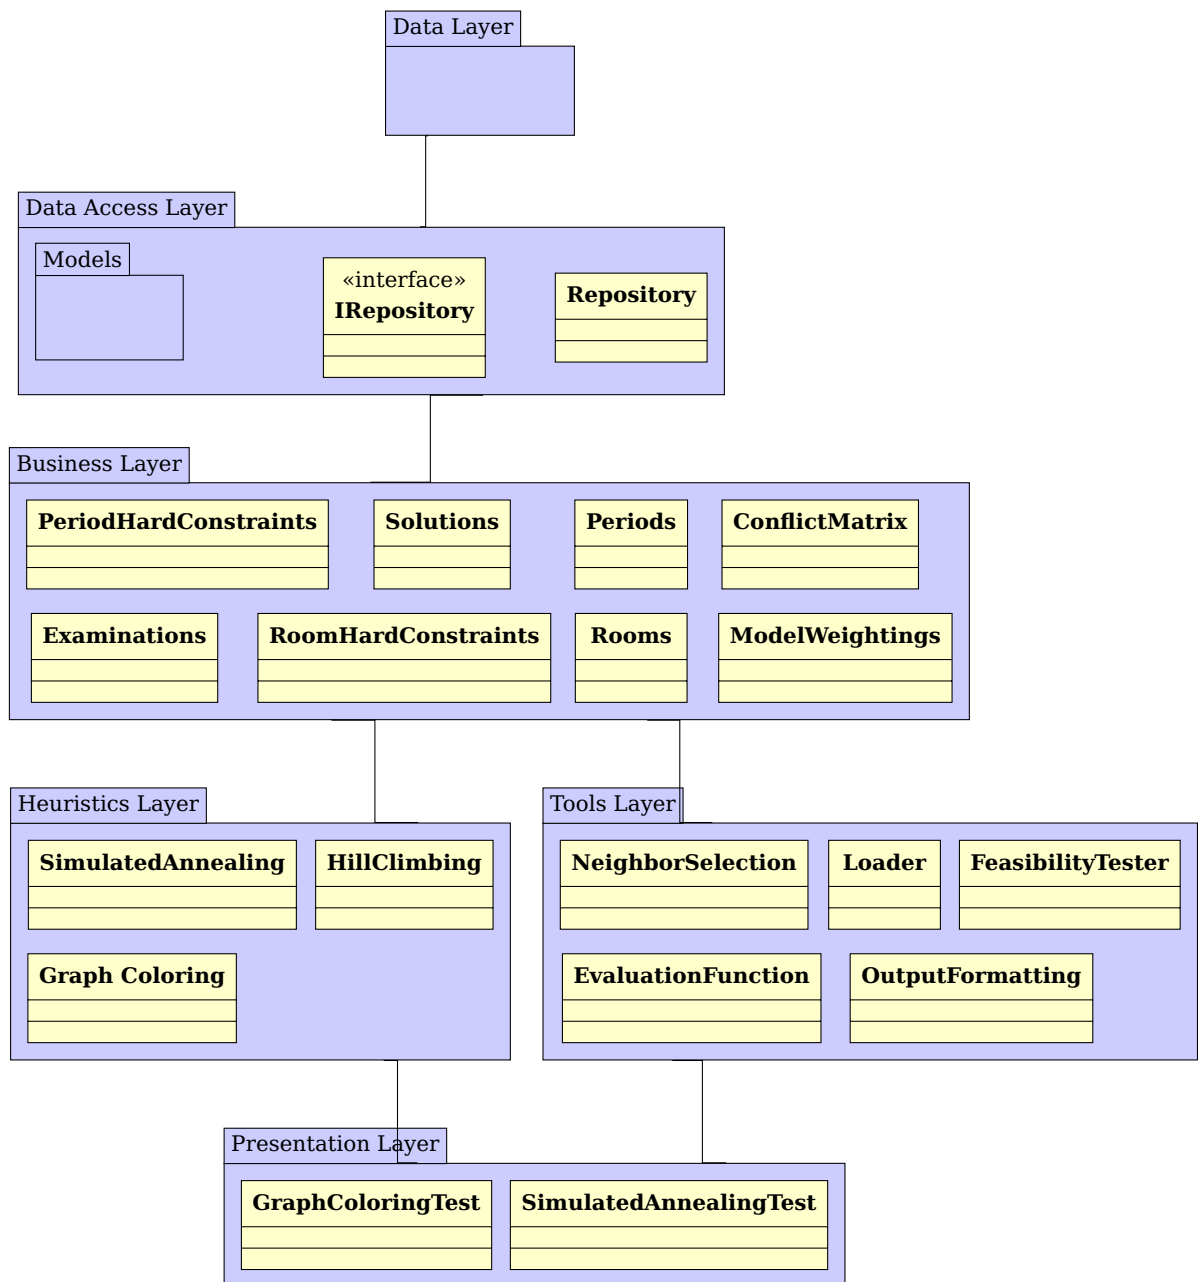 Data Layer
Data Access Layer
Models
«interface»
IRepository
Repository
Business Layer
PeriodHardConstraints
Solutions
Periods
ConflictMatrix
Examinations
RoomHardConstraints
Rooms
ModelWeightings
Heuristics Layer
SimulatedAnnealing
HillClimbing
Graph Coloring
Tools Layer
NeighborSelection
Loader
FeasibilityTester
EvaluationFunction
OutputFormatting
Presentation Layer
GraphColoringTest
SimulatedAnnealingTest